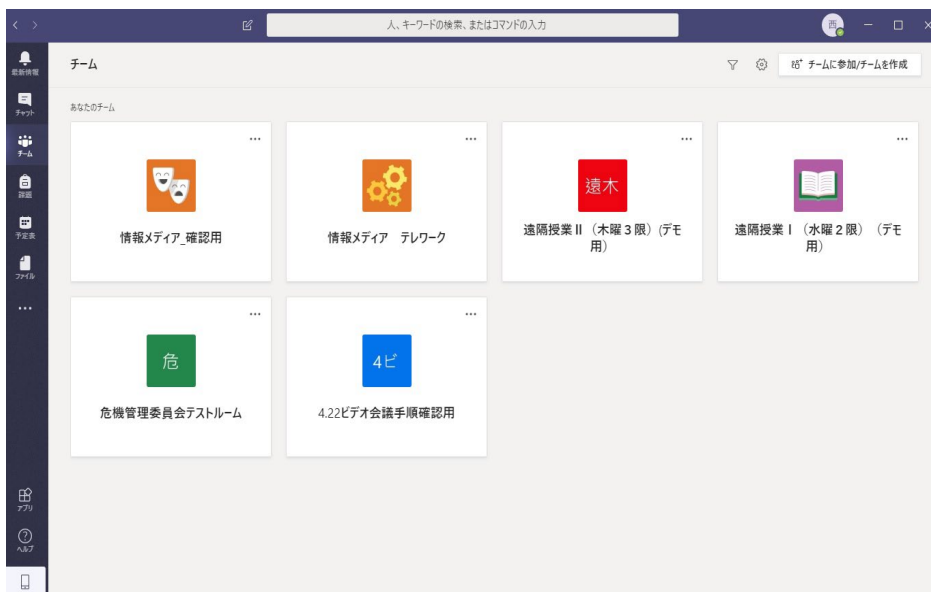 人、キーワードの検索、またはコマンドの入力
西
最新情報
チャット
チーム
課題
予定表
ファイル
アプリ
ヘルプ
チーム
チームに参加/チームを作成
あなたのチーム
情報メディア_確認用
情報メディア　テレワーク
遠木
遠隔授業Ⅱ（木曜３限）(デモ
用）
遠隔授業Ⅰ（水曜２限）（デモ
用）
危
危機管理委員会テストルーム
4ビ
4.22ビデオ会議手順確認用